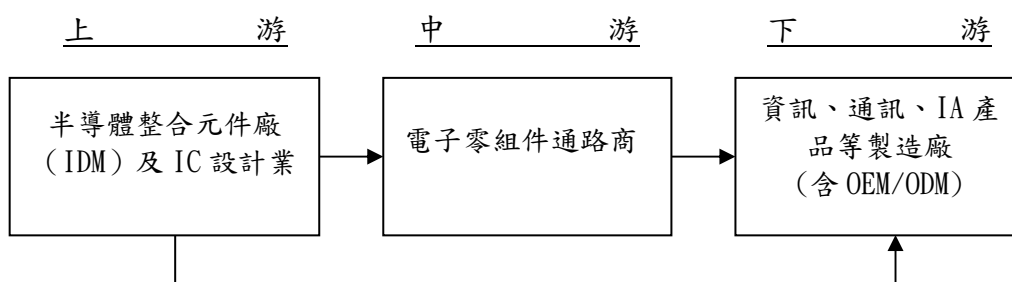 上游
中游
下游
半導體整合元件廠
(IDM)及 IC 設計業
電子零組件通路商
資訊、通訊、IA 產
品等製造廠
(含 OEM/ODM)